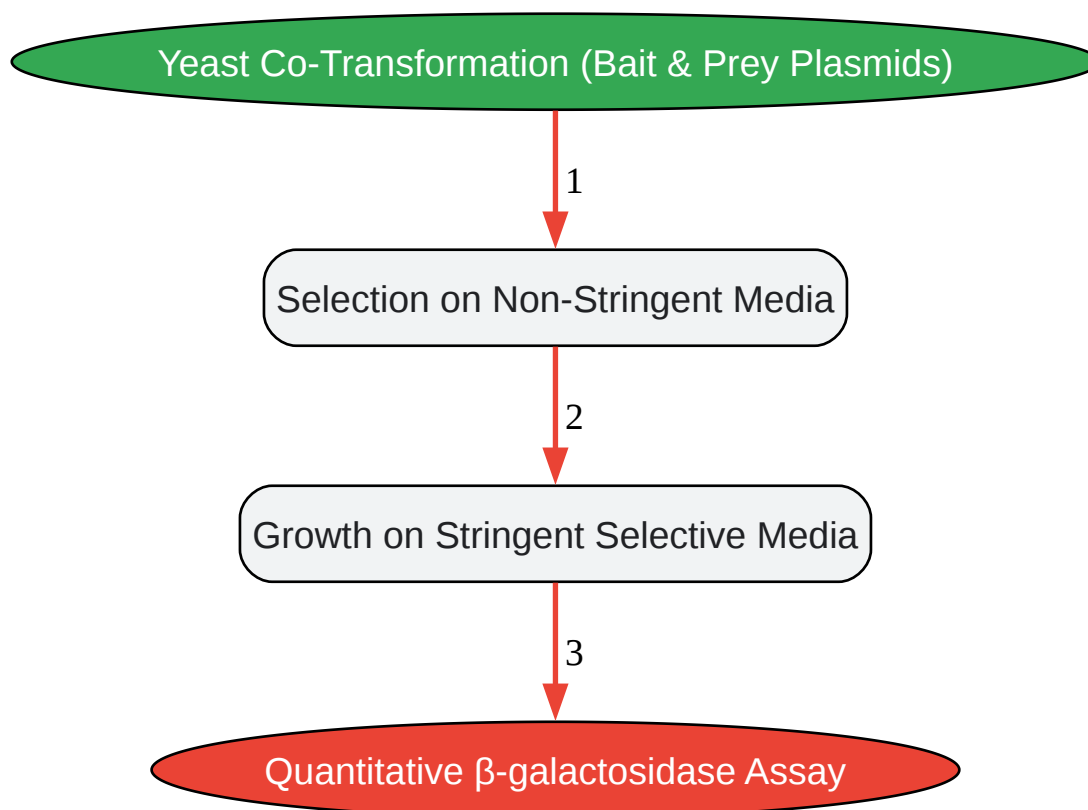 Yeast Co-Transformation (Bait & Prey Plasmids)
1
Selection on Non-Stringent Media
2
Growth on Stringent Selective Media
3
Quantitative β-galactosidase Assay